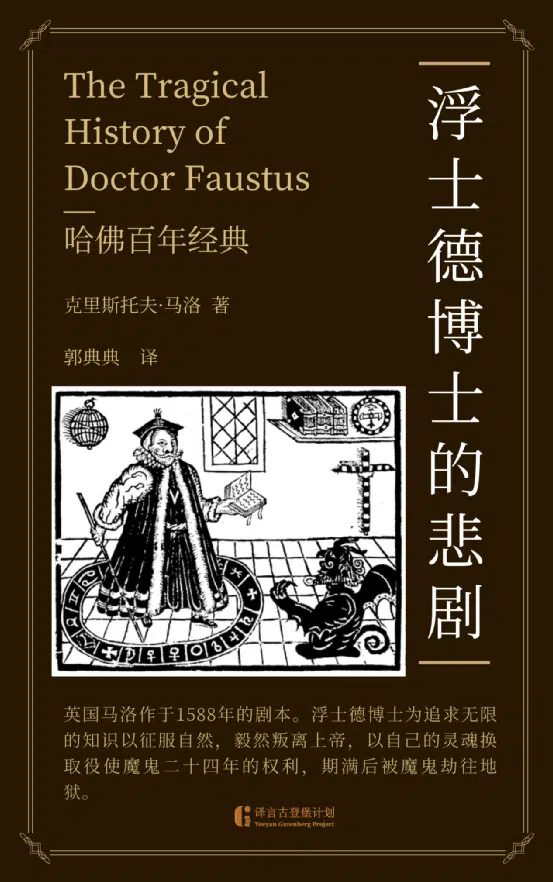 The Tragical
History of
Doctor Faustus
哈佛百年经典
克里斯托夫·马洛 著
郭典典 译
浮士德博士的悲剧
英国马洛作于1588年的剧本。浮士德博士为追求无限
的知识以征服自然，毅然叛离上帝，以自己的灵魂换
取役使魔鬼二十四年的权利，期满后被魔鬼劫往地
狱。
译言古登堡计划
Yeeyan Gutenberg Project